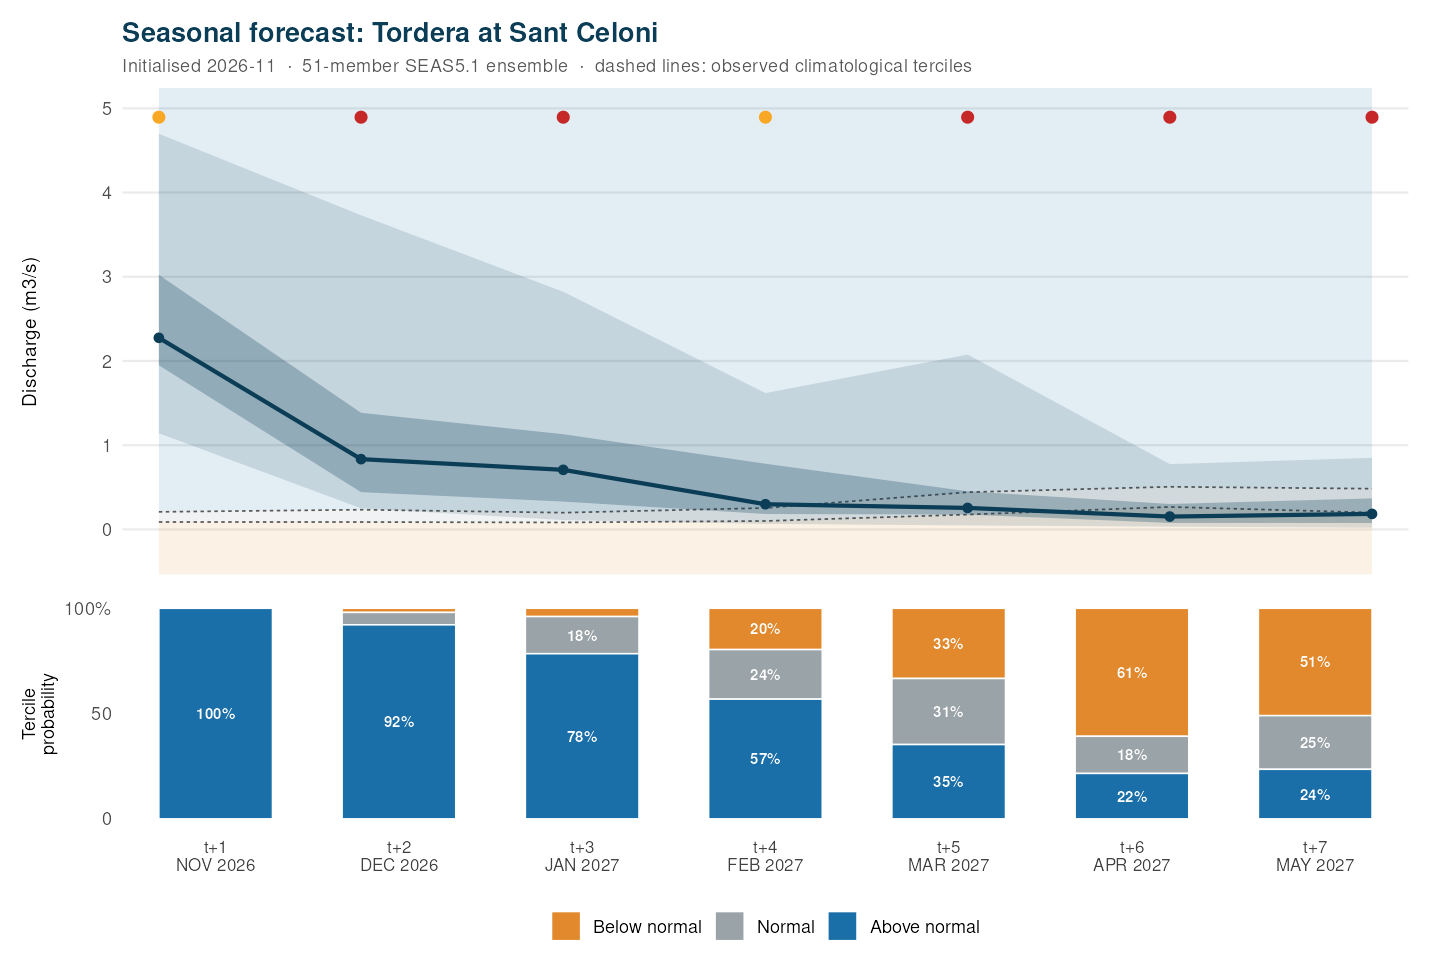 Seasonal forecast: Tordera at Sant Celoni
Initialised 2026-11 · 51-member SEAS5.1 ensemble · dashed lines: observed climatological terciles
Discharge (m3/s)
5
4
3
2
1
0
Tercile
probability
100%
50
0
100%
92%
18%
78%
20%
24%
57%
33%
31%
35%
61%
18%
22%
51%
25%
24%
t+1
NOV 2026
t+2
DEC 2026
t+3
JAN 2027
t+4
FEB 2027
t+5
MAR 2027
t+6
APR 2027
t+7
MAY 2027
Below normal
Normal
Above normal